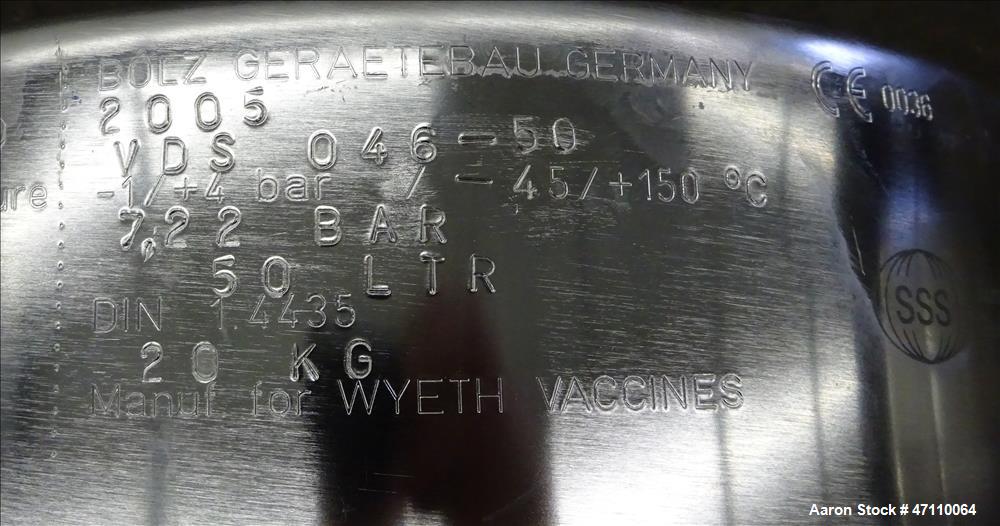 BOLZ GERAETEBAU GERMANY
2005
VDS 046-50
ure -1/+4 bar / -45/+150 °C
7,22 BAR
50 LTR
DIN 1.4435
20 KG
Manuf for WYETH VACCINES
CE 0036
SSS
Aaron Stock # 47110064